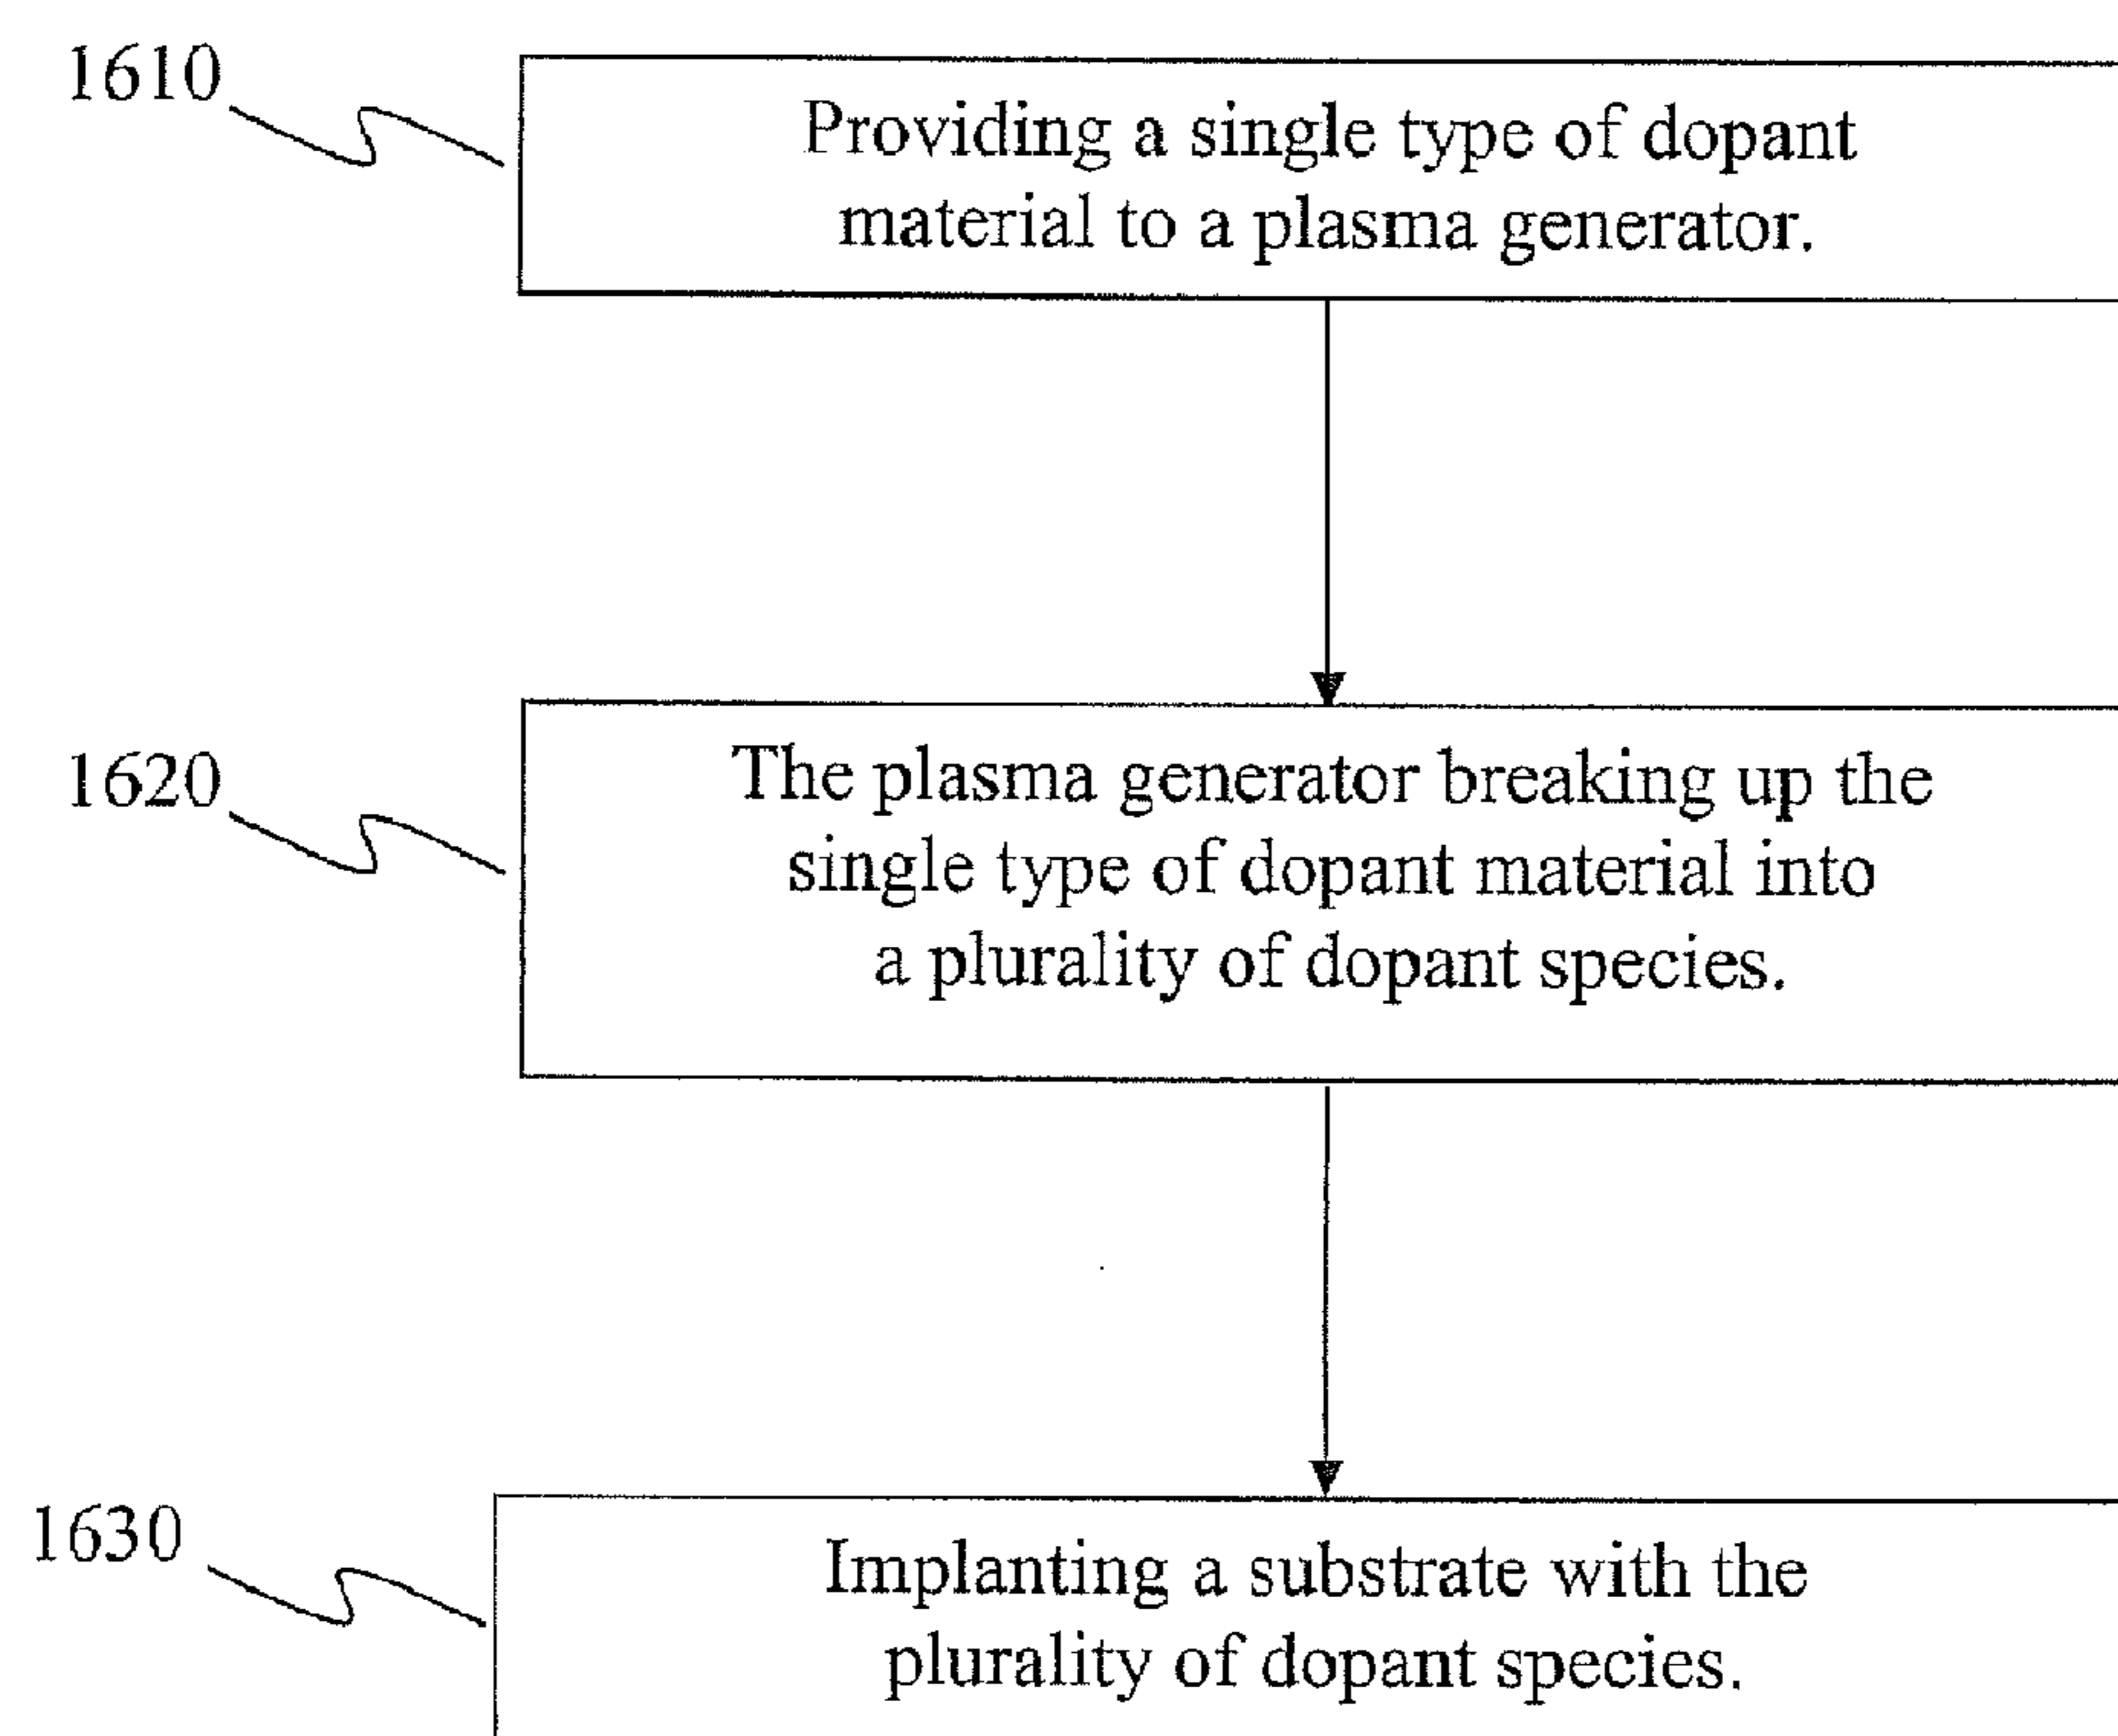 1610
Providing a single type of dopant
material to a plasma generator.
1620
The plasma generator breaking up the
single type of dopant material into
a plurality of dopant species.
1630
Implanting a substrate with the
plurality of dopant species.